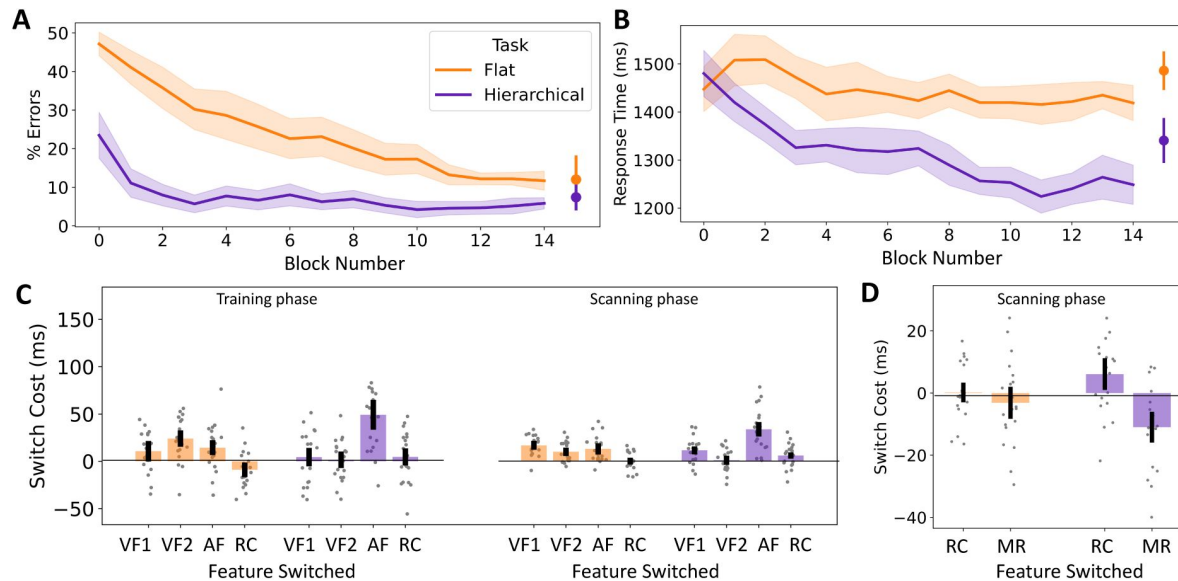 A
50
40
30
20
10
0
% Errors
Task
Flat
Hierarchical
0 2 4 6 8 10 12 14
Block Number
B
1500
1400
1300
1200
Response Time (ms)
0 2 4 6 8 10 12 14
Block Number
C
Training phase
Scanning phase
150
100
50
0
−50
Switch Cost (ms)
VF1 VF2 AF RC VF1 VF2 AF RC VF1 VF2 AF RC VF1 VF2 AF RC
Feature Switched
Feature Switched
D
Scanning phase
20
0
−20
−40
Switch Cost (ms)
RC MR RC MR
Feature Switched